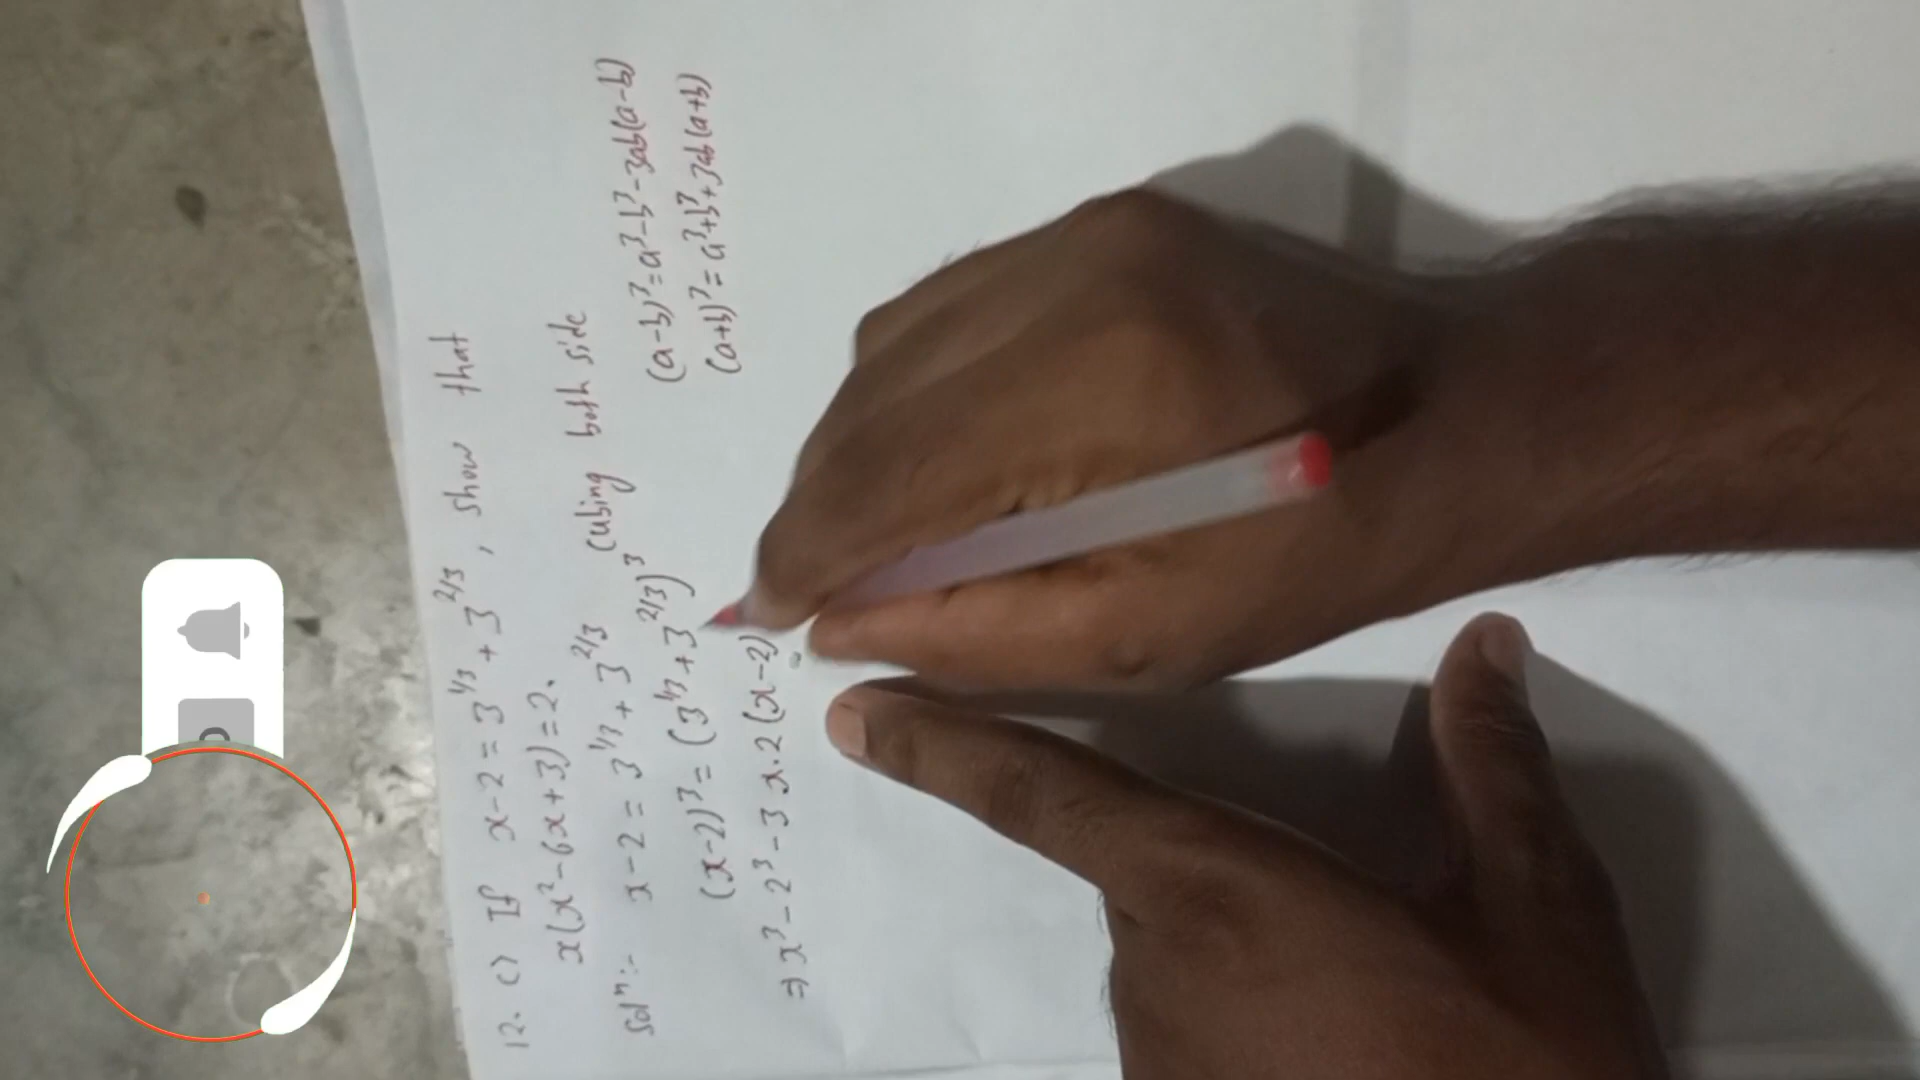 12. c) If x-2 = 3^1/3 + 3^2/3, show that
x(x²-6x+3)=2.
Solⁿ:- x-2 = 3^1/3 + 3^2/3 Cubing both side
(x-2)³ = (3^1/3 + 3^2/3)³
(a-b)³=a³-b³-3ab(a-b)
(a+b)³=a³+b³+3ab(a+b)
⇒ x³-2³-3x.2(x-2)